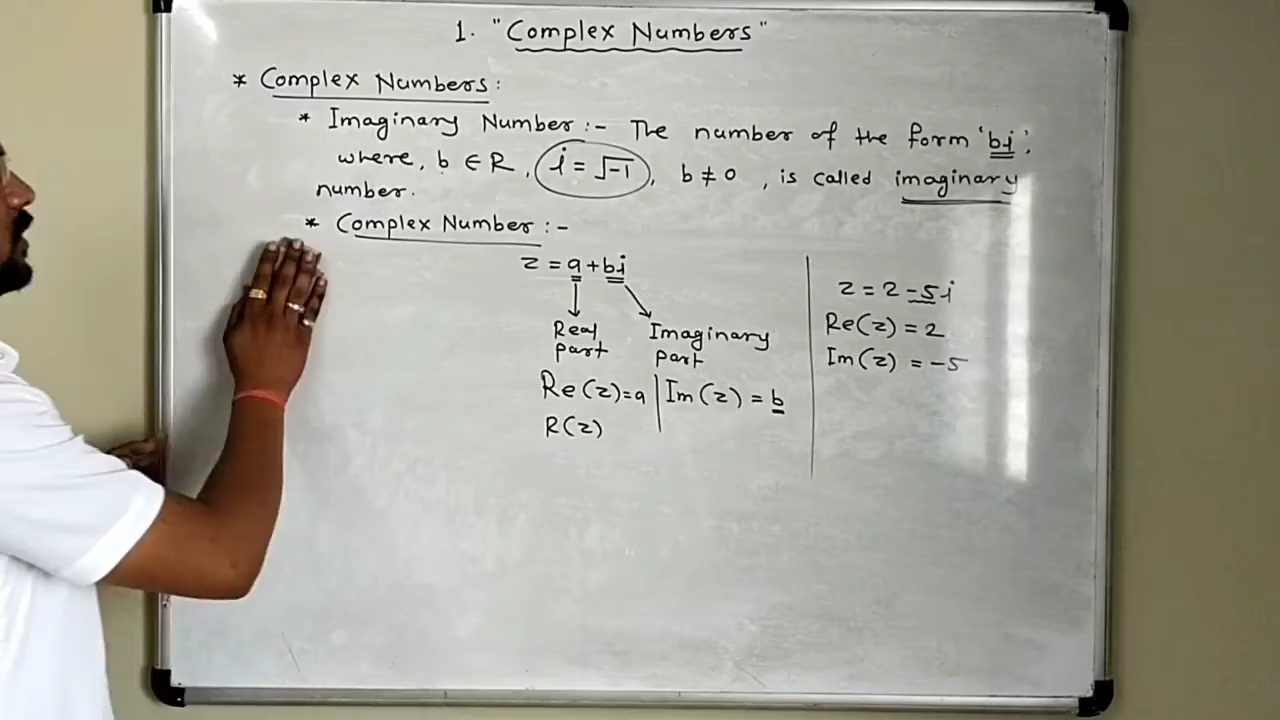 1. "Complex Numbers"
* Complex Numbers:
* Imaginary Number :- The number of the form 'bi',
where, b ∈ R, i = √-1, b ≠ 0, is called imaginary
number.
* Complex Number :-
z = a + bi
Real part
Imaginary part
Re(z)=a | Im(z) = b
R(z)
z = 2 - 5i
Re(z) = 2
Im(z) = -5